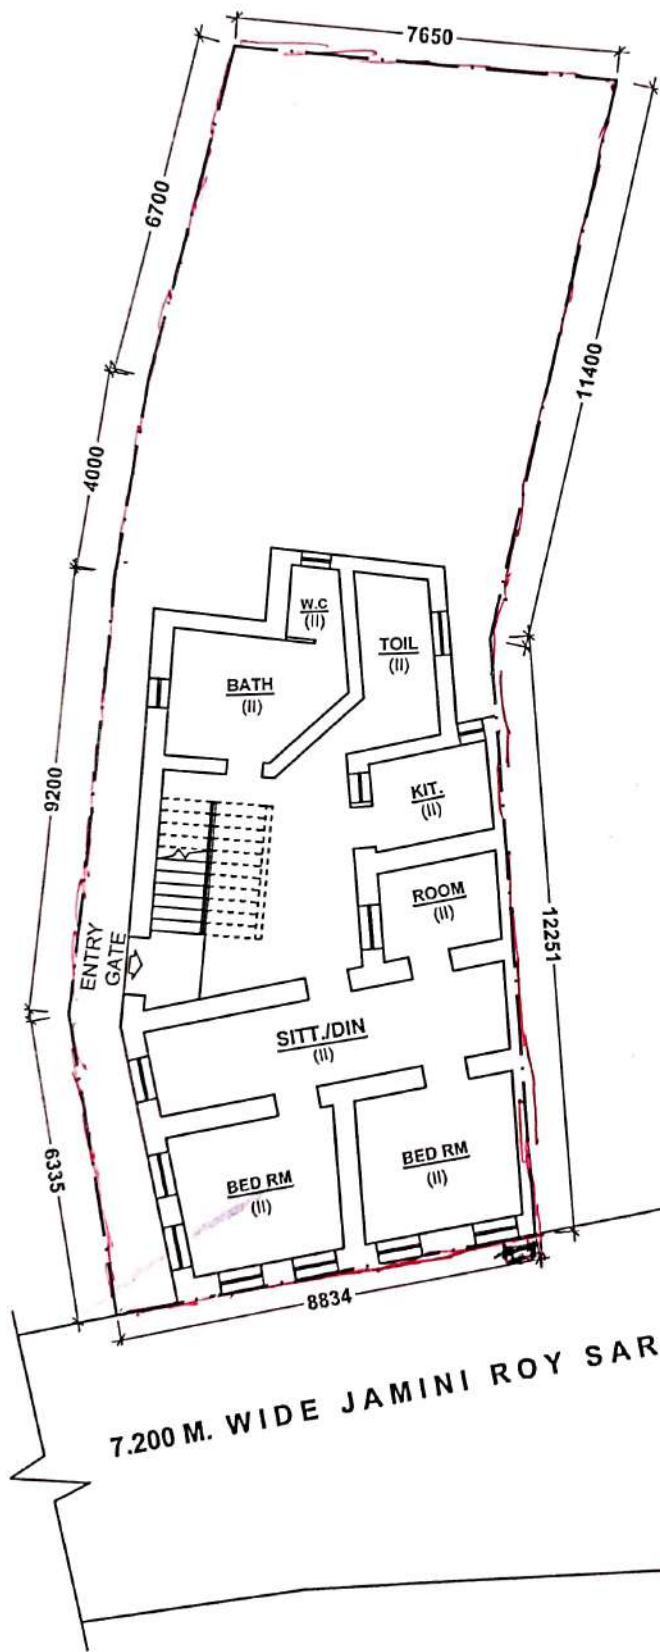 7650
6700
11400
4000
W.C
(II)
TOIL
(II)
BATH
(II)
9200
KIT.
(II)
ROOM
(II)
12251
ENTRY
GATE
SITT./DIN
(II)
6335
BED RM
(II)
BED RM
(II)
8834
7.200 M. WIDE JAMINI ROY SAR